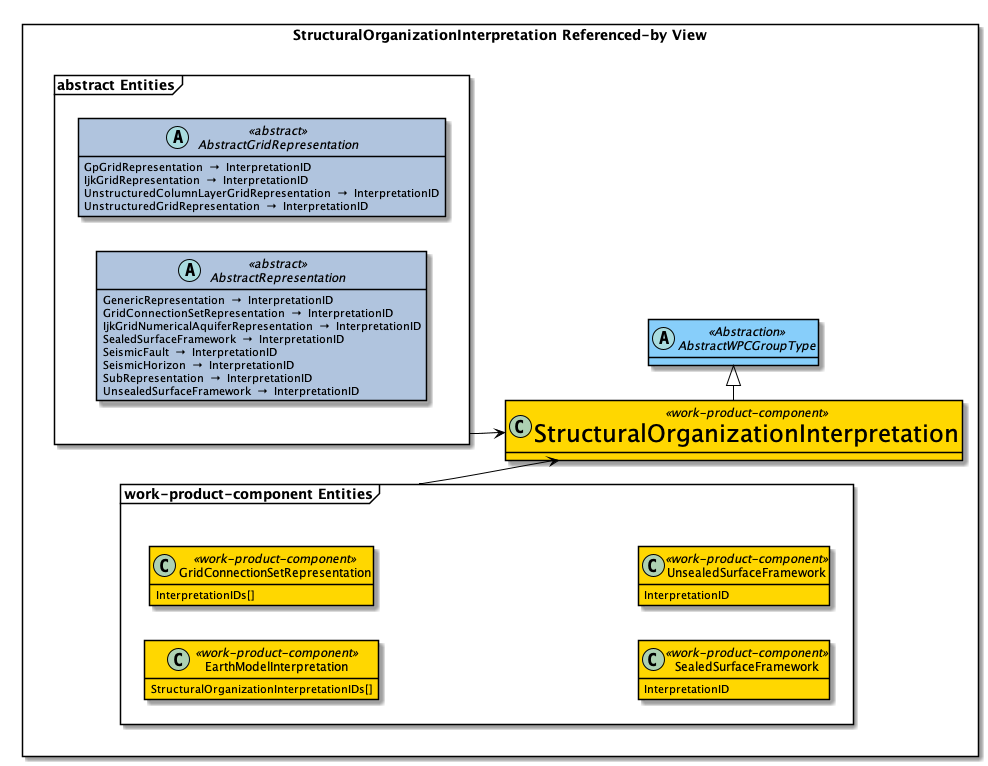 StructuralOrganizationInterpretation Referenced-by View
abstract Entities
A
«abstract»
AbstractGridRepresentation
GpGridRepresentation → InterpretationID
IjkGridRepresentation → InterpretationID
UnstructuredColumnLayerGridRepresentation → InterpretationID
UnstructuredGridRepresentation → InterpretationID
A
«abstract»
AbstractRepresentation
GenericRepresentation → InterpretationID
GridConnectionSetRepresentation → InterpretationID
IjkGridNumericalAquiferRepresentation → InterpretationID
SealedSurfaceFramework → InterpretationID
SeismicFault → InterpretationID
SeismicHorizon → InterpretationID
SubRepresentation → InterpretationID
UnsealedSurfaceFramework → InterpretationID
A
«Abstraction»
AbstractWPCGroupType
C
«work-product-component»
StructuralOrganizationInterpretation
work-product-component Entities
C
«work-product-component»
GridConnectionSetRepresentation
InterpretationIDs[]
C
«work-product-component»
UnsealedSurfaceFramework
InterpretationID
C
«work-product-component»
EarthModelInterpretation
StructuralOrganizationInterpretationIDs[]
C
«work-product-component»
SealedSurfaceFramework
InterpretationID